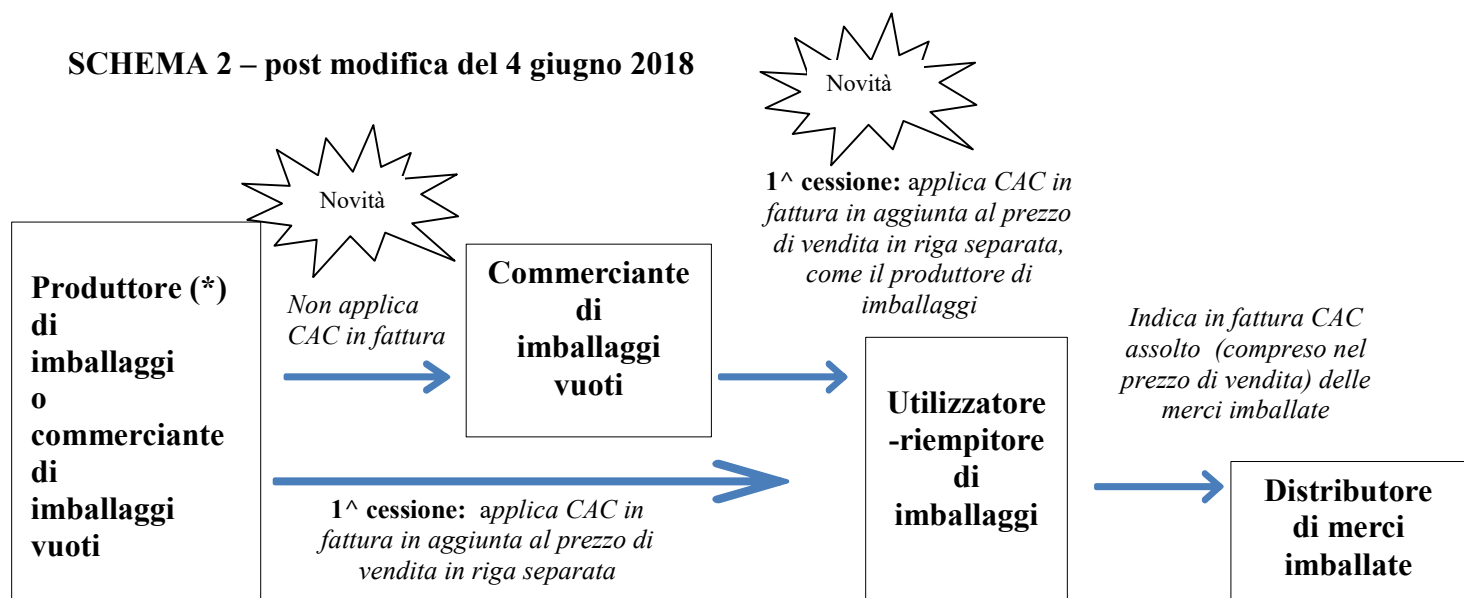 SCHEMA 2 – post modifica del 4 giugno 2018
Novità
Novità
Produttore (*)
di
imballaggi
o
commerciante
di
imballaggi
vuoti
Non applica
CAC in fattura
Commerciante
di
imballaggi
vuoti
1^ cessione: applica CAC in
fattura in aggiunta al prezzo
di vendita in riga separata,
come il produttore di
imballaggi
1^ cessione: applica CAC in
fattura in aggiunta al prezzo di
vendita in riga separata
Utilizzatore
-riempitore
di
imballaggi
Indica in fattura CAC
assolto (compreso nel
prezzo di vendita) delle
merci imballate
Distributore
di merci
imballate